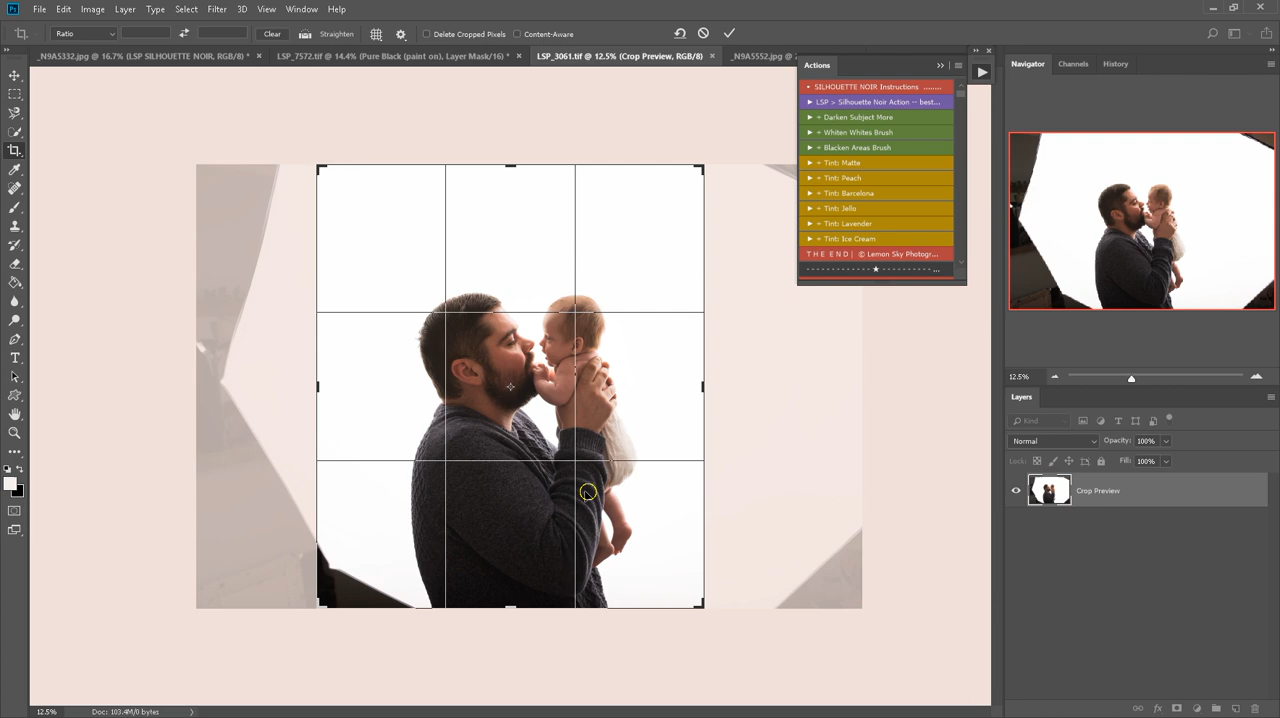 Ps File Edit Image Layer Type Select Filter 3D View Window Help
Ratio Clear Straighten Delete Cropped Pixels Content-Aware
_N9A5332.jpg @ 16.7% (LSP SILHOUETTE NOIR, RGB/8) * × LSP_7572.tif @ 14.4% (Pure Black (paint on), Layer Mask/16) * × LSP_3061.tif @ 12.5% (Crop Preview, RGB/8) × _N9A5552.jpg @ 2
Actions
SILHOUETTE NOIR Instructions ........
LSP > Silhouette Noir Action -- best...
+ Darken Subject More
+ Whiten Whites Brush
+ Blacken Areas Brush
+ Tint: Matte
+ Tint: Peach
+ Tint: Barcelona
+ Tint: Jello
+ Tint: Lavender
+ Tint: Ice Cream
T H E E N D | © Lemon Sky Photogr...
- - - - - - - - - - - - ★ - - - - - - - - - - ...
Navigator Channels History
12.5%
Layers
Kind
Normal Opacity: 100%
Lock: Fill: 100%
Crop Preview
12.5% Doc: 103.4M/0 bytes